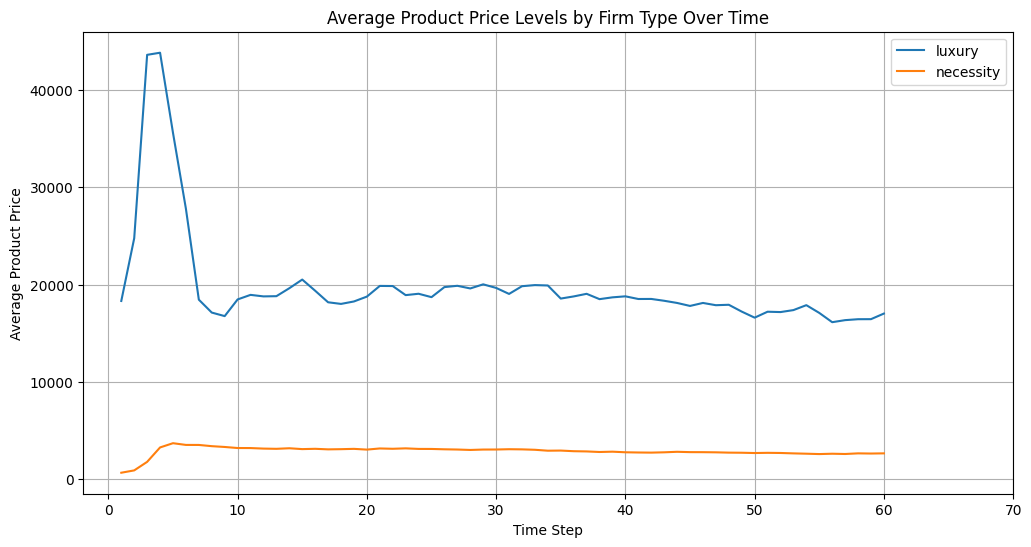 Average Product Price Levels by Firm Type Over Time
luxury
necessity
Average Product Price
40000
30000
20000
10000
0
0 10 20 30 40 50 60 70
Time Step